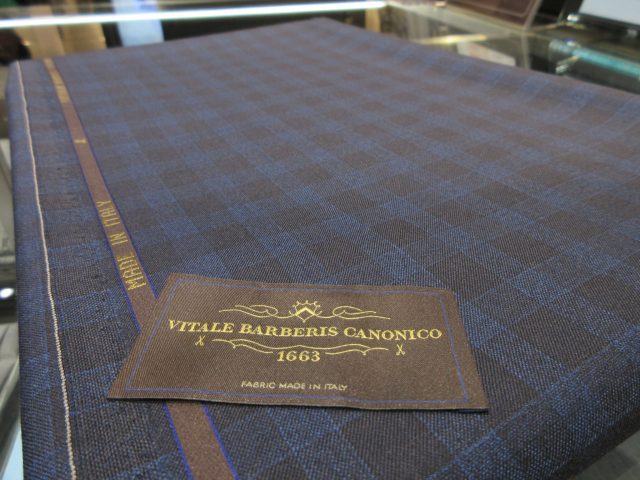 MADE IN ITALY
VITALE BARBERIS CANONICO
1663
FABRIC MADE IN ITALY